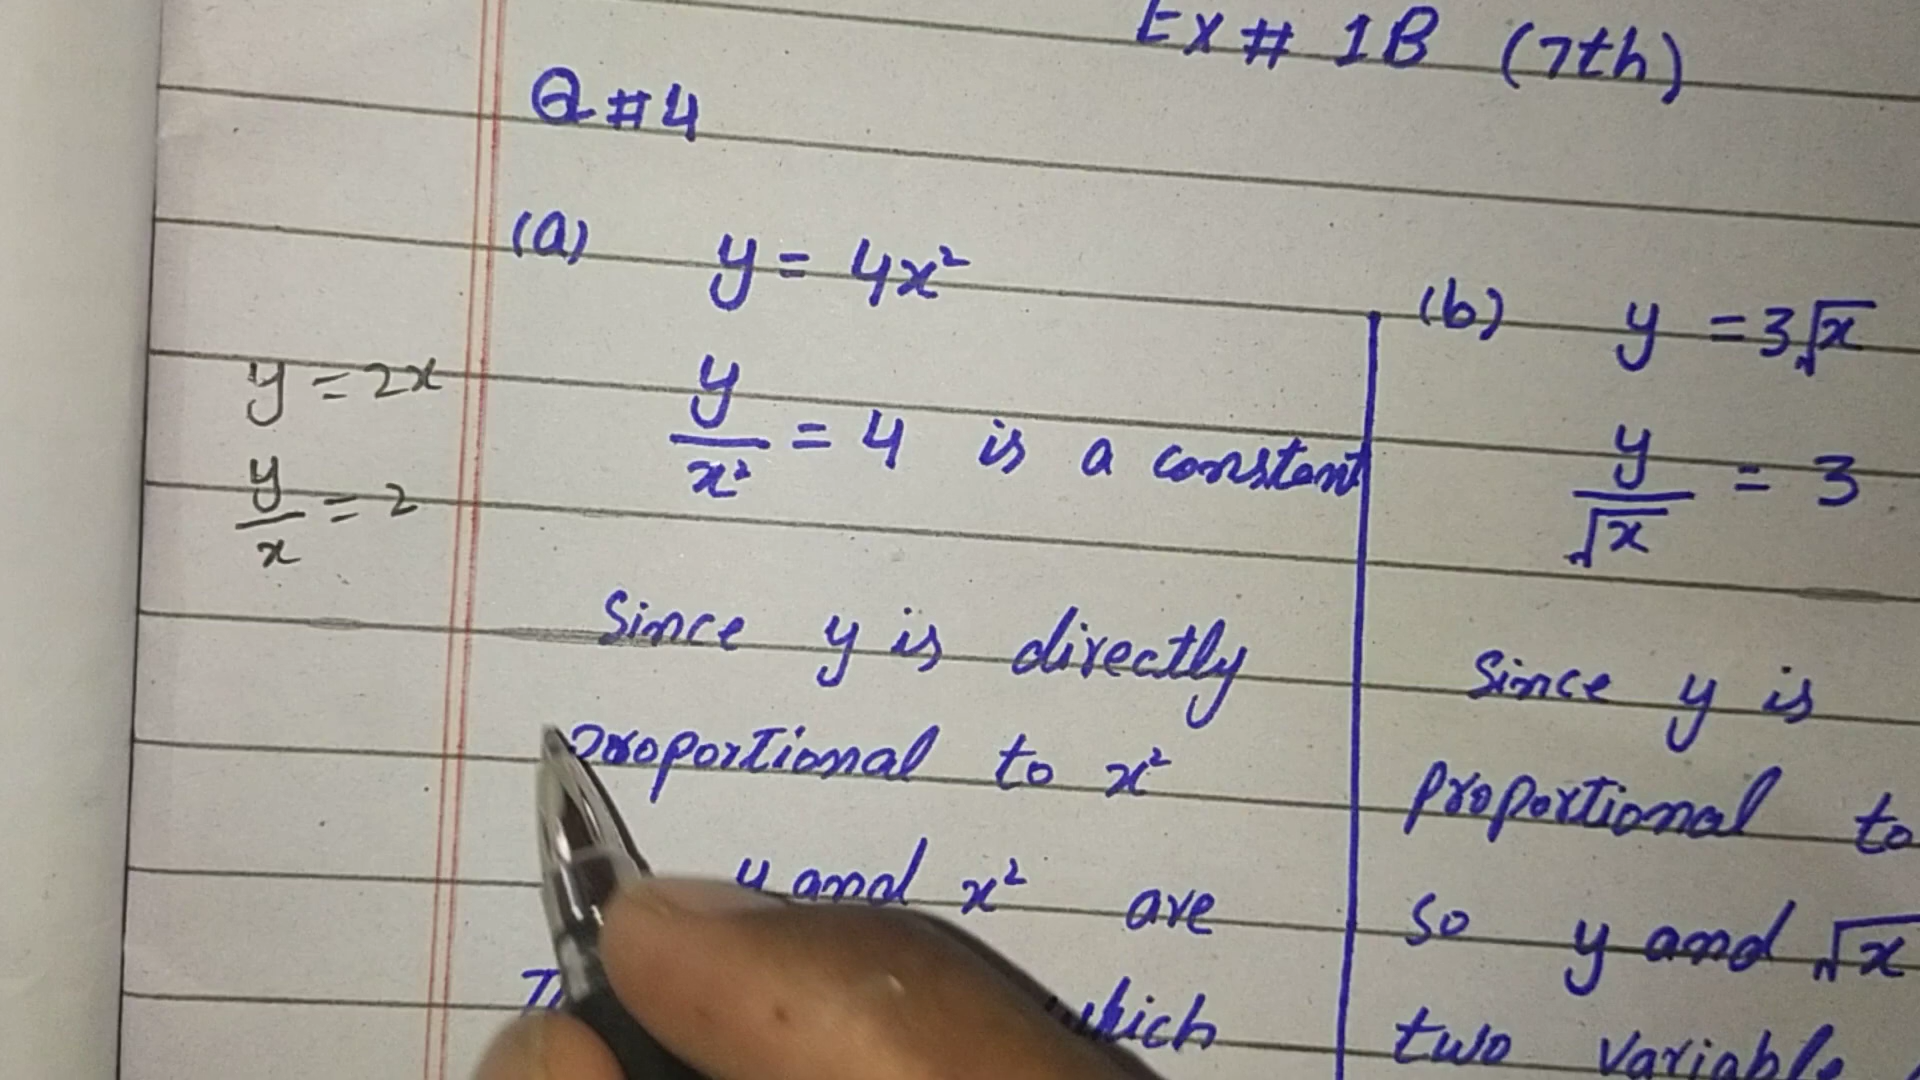 Ex# 1B (7th)
Q#4
(a) y = 4x²
y/x² = 4 is a constant
Since y is directly
proportional to x²
y and x² are
which
y = 2x
y/x = 2
(b) y = 3√x
y/√x = 3
Since y is
proportional to
so y and √x
two variable